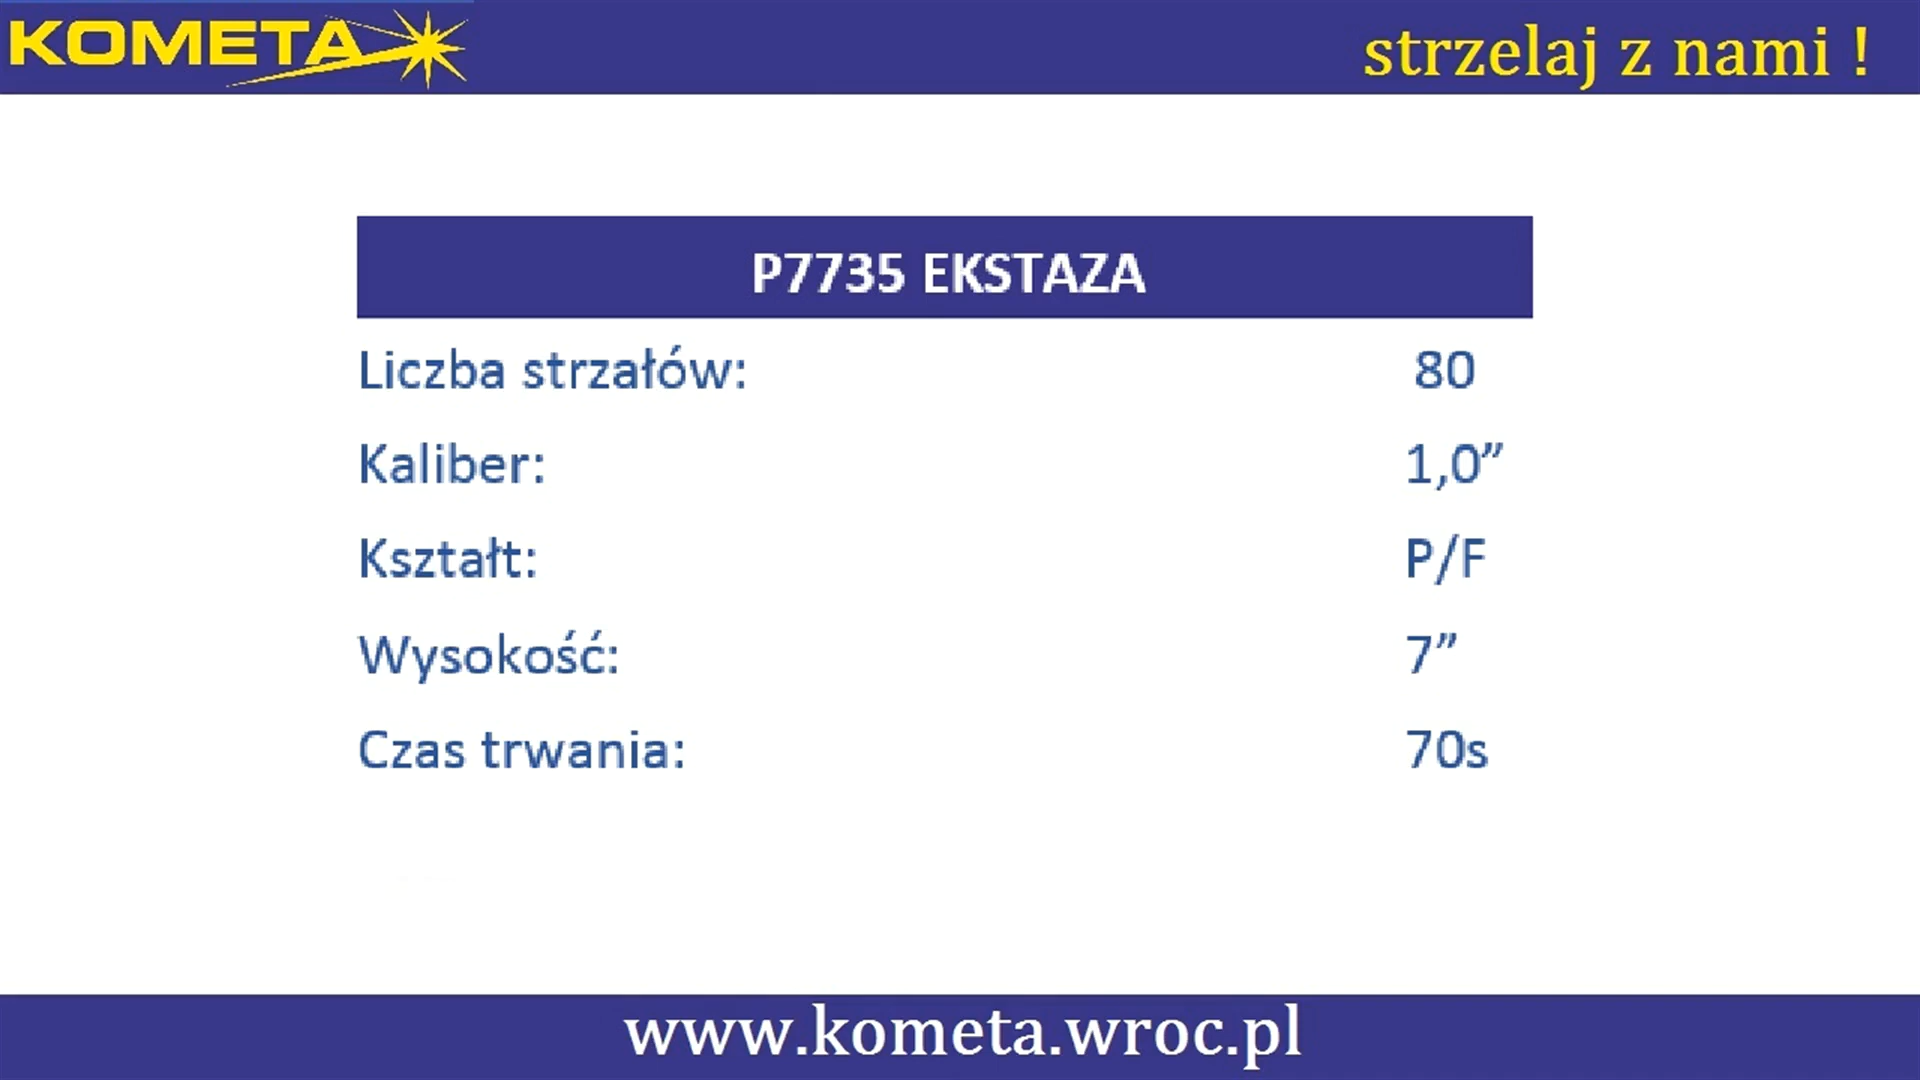 KOMETA
strzelaj z nami !
P7735 EKSTAZA
Liczba strzałów: 80
Kaliber: 1,0”
Kształt: P/F
Wysokość: 7”
Czas trwania: 70s
www.kometa.wroc.pl